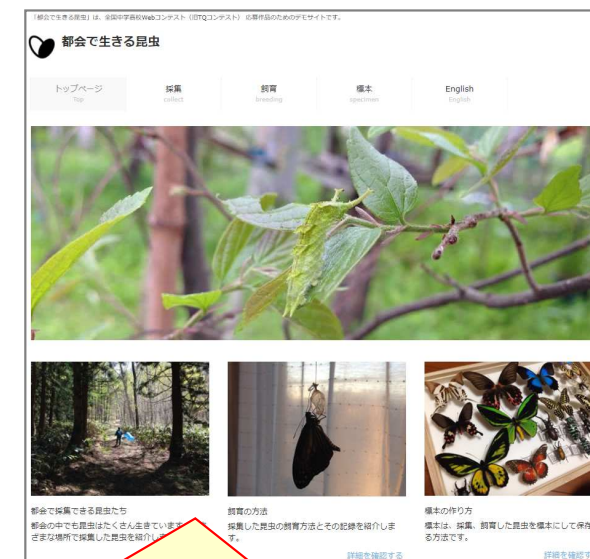 「都会で生きる昆虫」は、全国中学高校Webコンテスト（旧TQコンテスト） 応募作品のためのデモサイトです。
都会で生きる昆虫
トップページ
Top
採集
collect
飼育
breeding
標本
specimen
English
English
都会で採集できる昆虫たち
都会の中でも昆虫はたくさん生きています
ざまな場所で採集した昆虫を紹介し
飼育の方法
採集した昆虫の飼育方法とその記録を紹介しま
す。
詳細を確認する
標本の作り方
標本は、採集、飼育した昆虫を標本にして保存
る方法です。
詳細を確認す